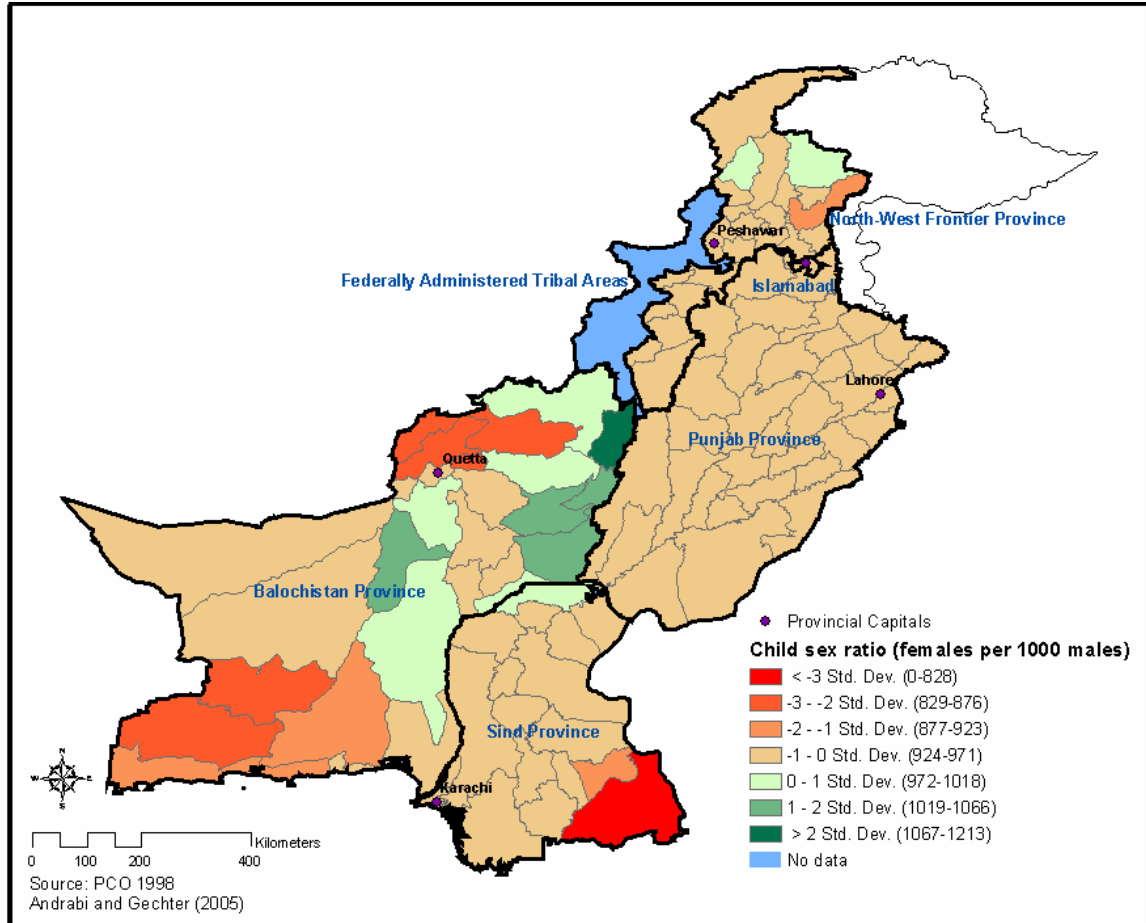 North-West Frontier Province
Peshawar
Federally Administered Tribal Areas
Islamabad
Lahore
Punjab Province
Quetta
Balochistan Province
Provincial Capitals
Child sex ratio (females per 1000 males)
< -3 Std. Dev. (0-828)
-3 - -2 Std. Dev. (829-876)
-2 - -1 Std. Dev. (877-923)
-1 - 0 Std. Dev. (924-971)
0 - 1 Std. Dev. (972-1018)
1 - 2 Std. Dev. (1019-1066)
> 2 Std. Dev. (1067-1213)
No data
Sind Province
Karachi
N
W E
S
Kilometers
0 100 200 400
Source: PCO 1998
Andrabi and Gechter (2005)